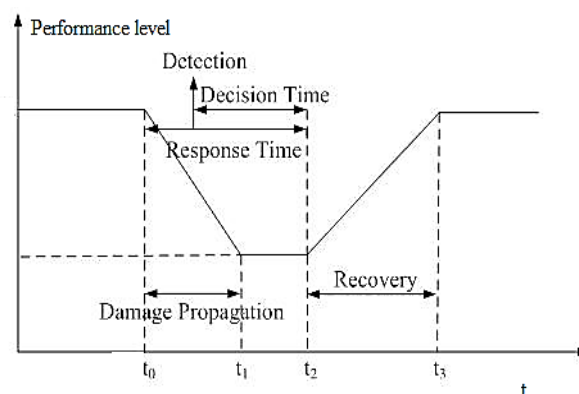 Performance level
Detection
Decision Time
Response Time
Recovery
Damage Propagation
t0 t1 t2 t3
t